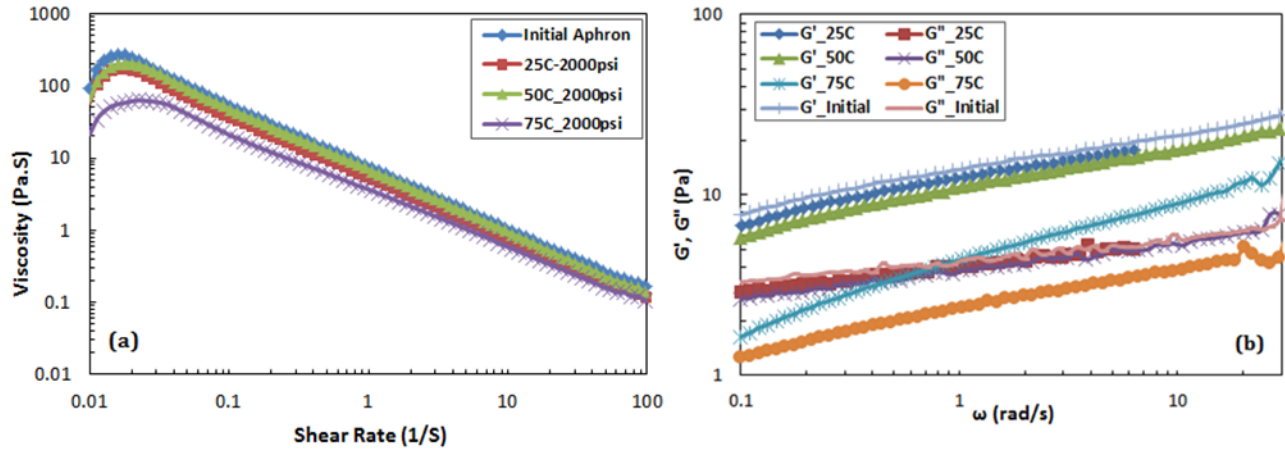 1000
100
10
1
0.1
0.01
Viscosity (Pa.S)
Initial Aphron
25C-2000psi
50C_2000psi
75C_2000psi
(a)
0.01 0.1 1 10 100
Shear Rate (1/S)
100
10
1
G', G" (Pa)
G'_25C G"_25C
G'_50C G"_50C
G'_75C G"_75C
G'_Initial G"_Initial
(b)
0.1 1 10
ω (rad/s)